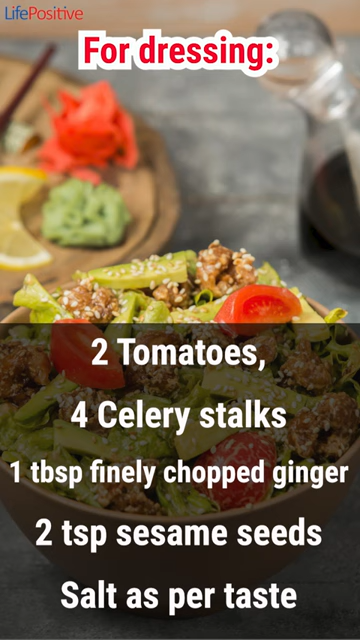 LifePositive
For dressing:
2 Tomatoes,
4 Celery stalks
1 tbsp finely chopped ginger
2 tsp sesame seeds
Salt as per taste